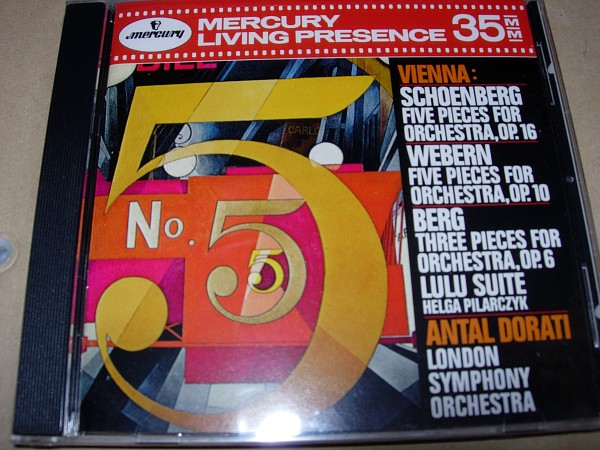 mercury
MERCURY
LIVING PRESENCE
35MM
BILL
CARLO
No. 5
5
5
VIENNA:
SCHOENBERG
FIVE PIECES FOR
ORCHESTRA, OP.16
WEBERN
FIVE PIECES FOR
ORCHESTRA, OP.10
BERG
THREE PIECES FOR
ORCHESTRA, OP.6
LULU SUITE
HELGA PILARCZYK
ANTAL DORATI
LONDON
SYMPHONY
ORCHESTRA